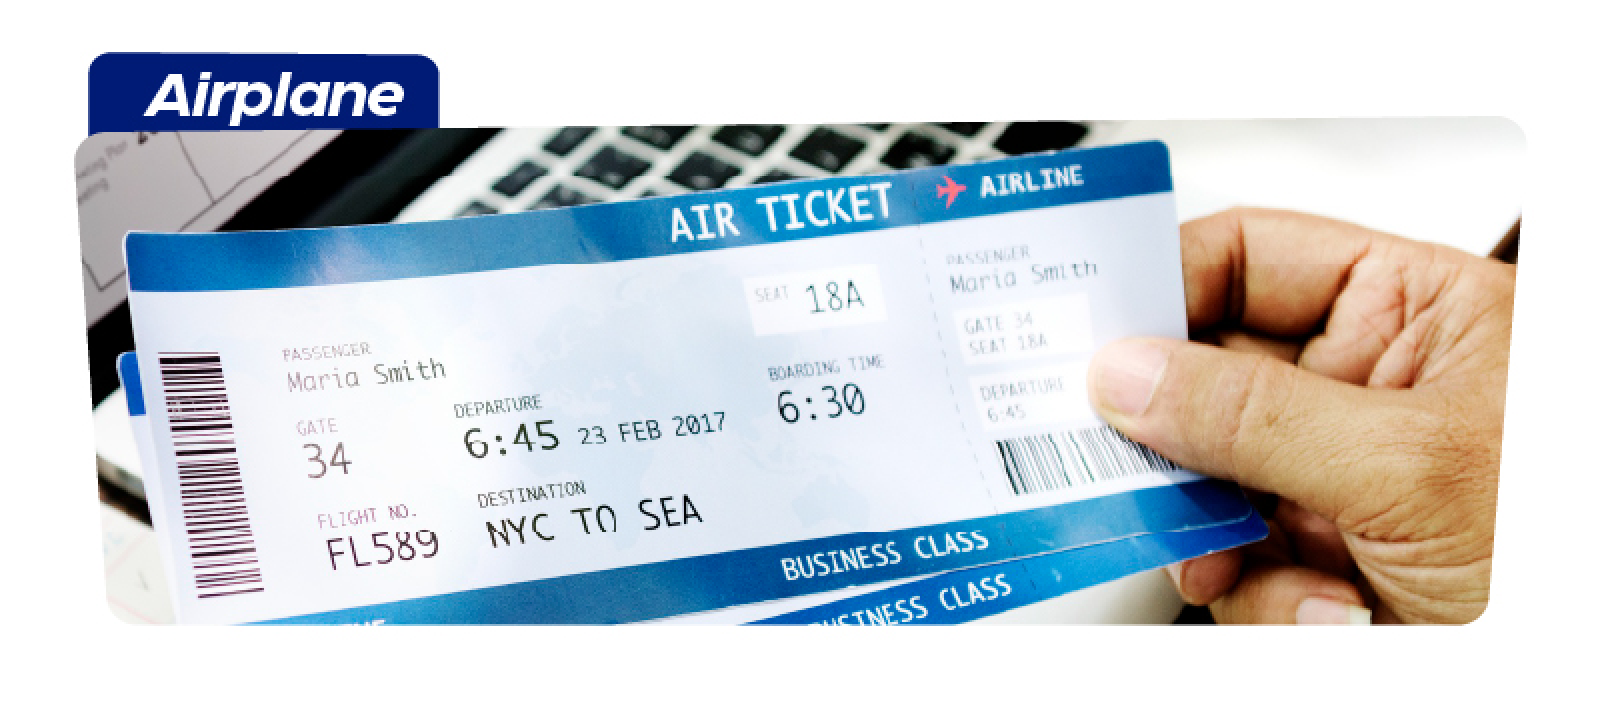 Airplane
AIR TICKET
AIRLINE
SEAT 18A
PASSENGER
Maria Smith
GATE
34
DEPARTURE
6:45 23 FEB 2017
BOARDING TIME
6:30
FLIGHT NO.
FL589
DESTINATION
NYC TO SEA
BUSINESS CLASS
PASSENGER
Maria Smith
GATE 34
SEAT 18A
DEPARTURE
6:45
BUSINESS CLASS